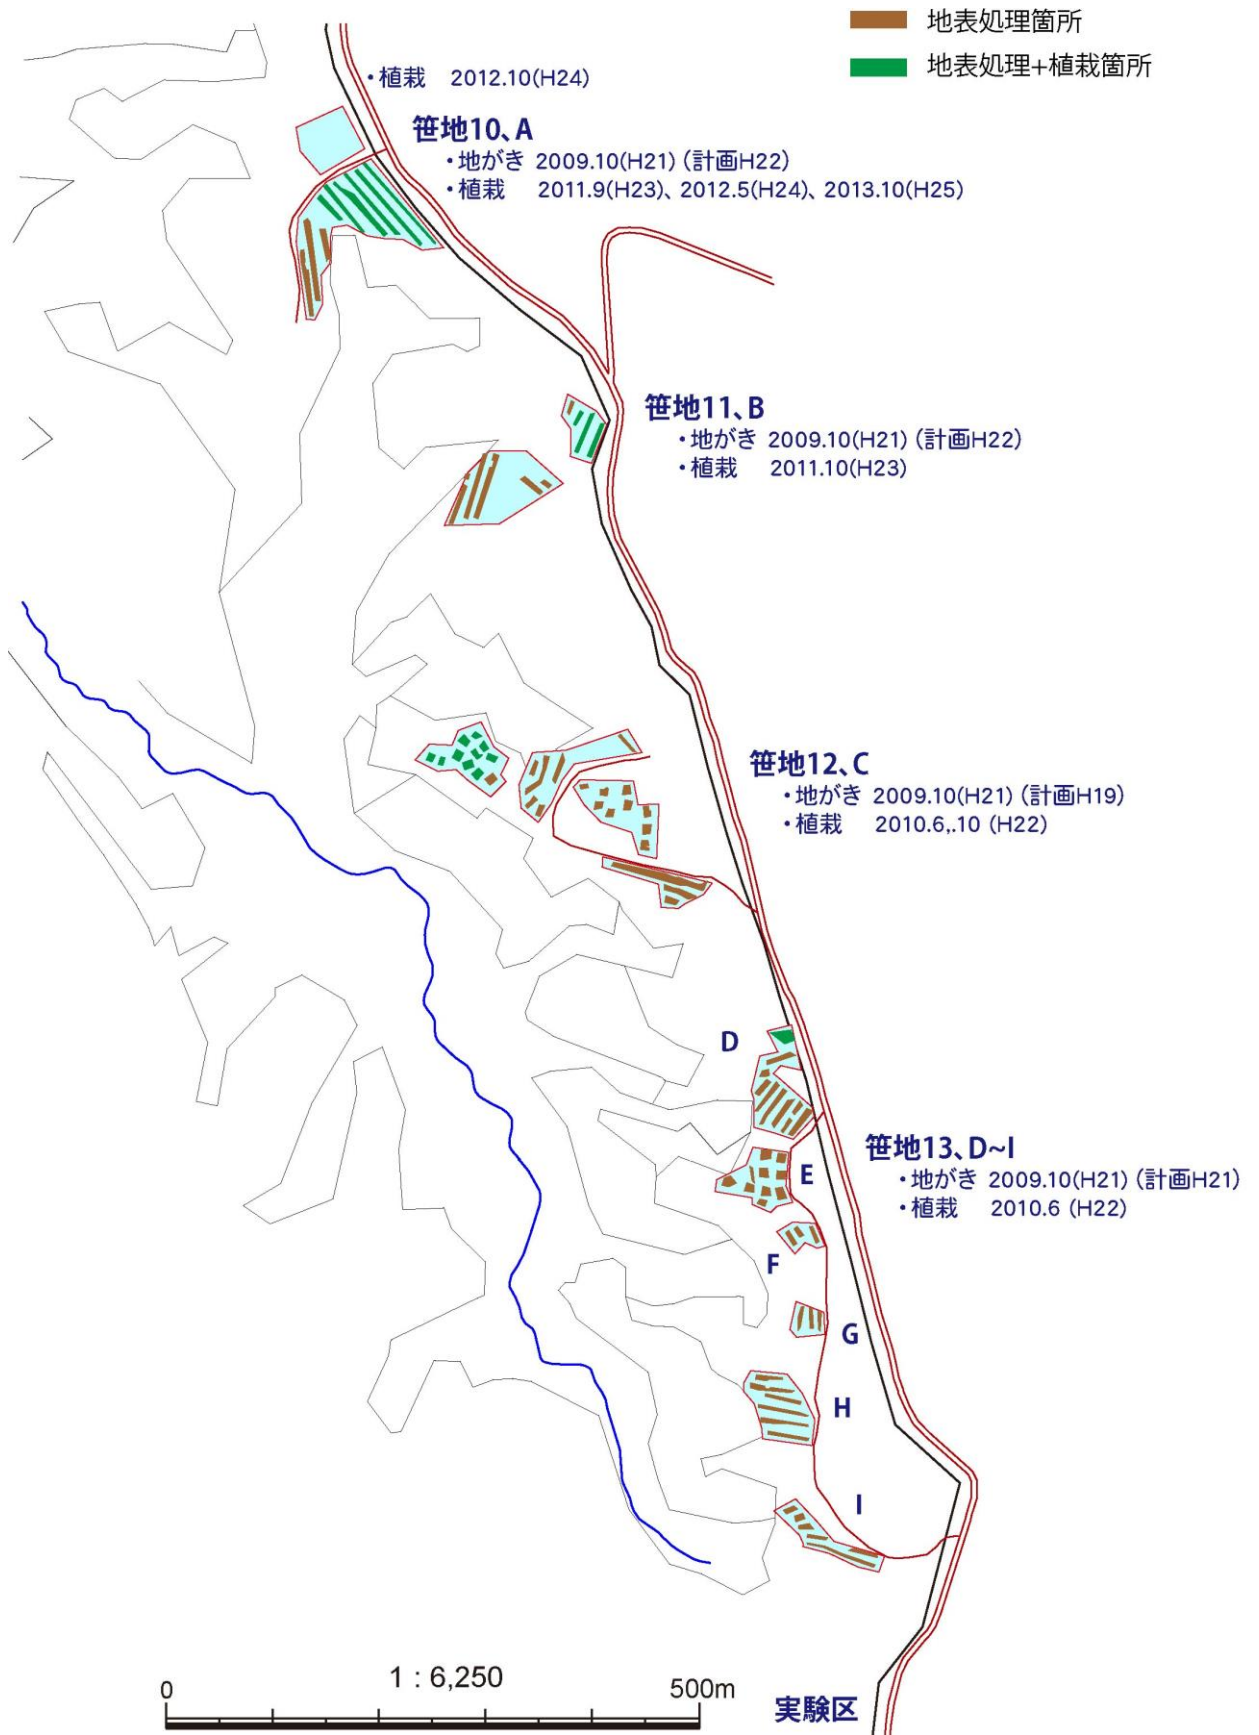 地表処理箇所
地表処理+植栽箇所
・植栽 2012.10(H24)
笹地10、A
・地がき 2009.10(H21) (計画H22)
・植栽 2011.9(H23)、2012.5(H24)、2013.10(H25)
笹地11、B
・地がき 2009.10(H21) (計画H22)
・植栽 2011.10(H23)
笹地12、C
・地がき 2009.10(H21) (計画H19)
・植栽 2010.6,.10 (H22)
D
笹地13、D~I
・地がき 2009.10(H21) (計画H21)
・植栽 2010.6 (H22)
E
F
G
H
I
1 : 6,250
0 500m
実験区